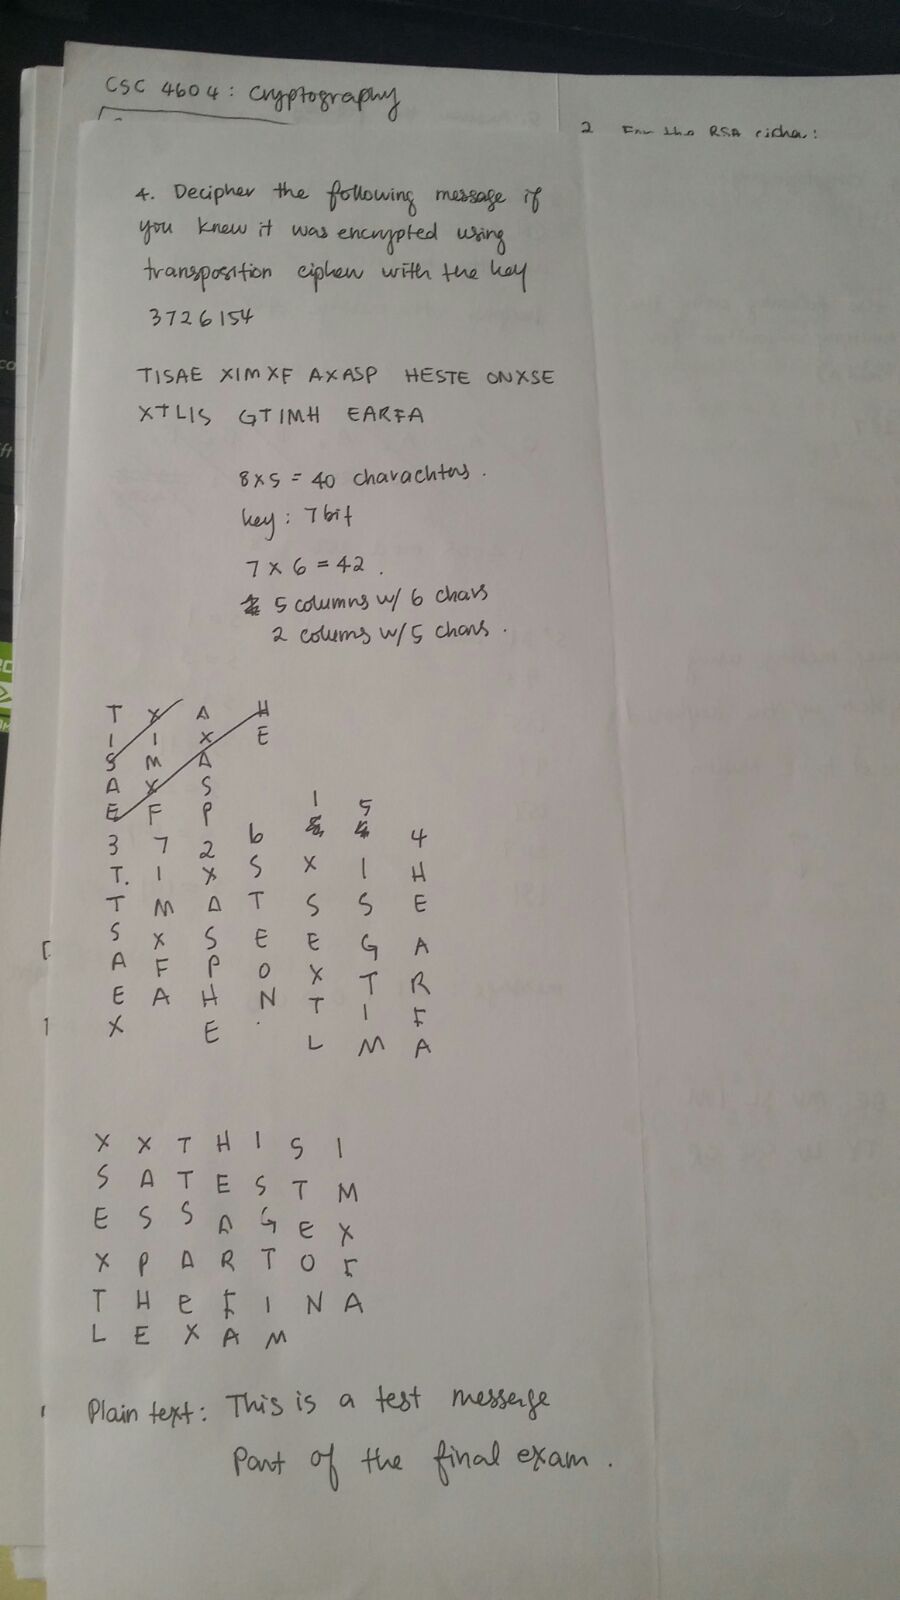 CSC 4604: Cryptography
2 For the RSA cipher:
4. Decipher the following message if
you knew it was encrypted using
transposition cipher with the key
3726154
TISAE XIMXF AXASP HESTE ONXSE
XTLIS GTIMH EARFA
8x5 = 40 charachters.
key: 7 bit
7 x 6 = 42.
5 columns w/ 6 chars
2 colums w/5 chars.
T X A H
I I X E
S M A
A X S
E F P
1 5
3 7 2 6 4
T. I X S X I H
T M A T S S E
S X S E E G A
A F P O X T R
E A H N T I F
X E L M A
X X T H I S I
S A T E S T M
E S S A G E X
X P A R T O F
T H E F I N A
L E X A M
Plain text: This is a test message
Part of the final exam.